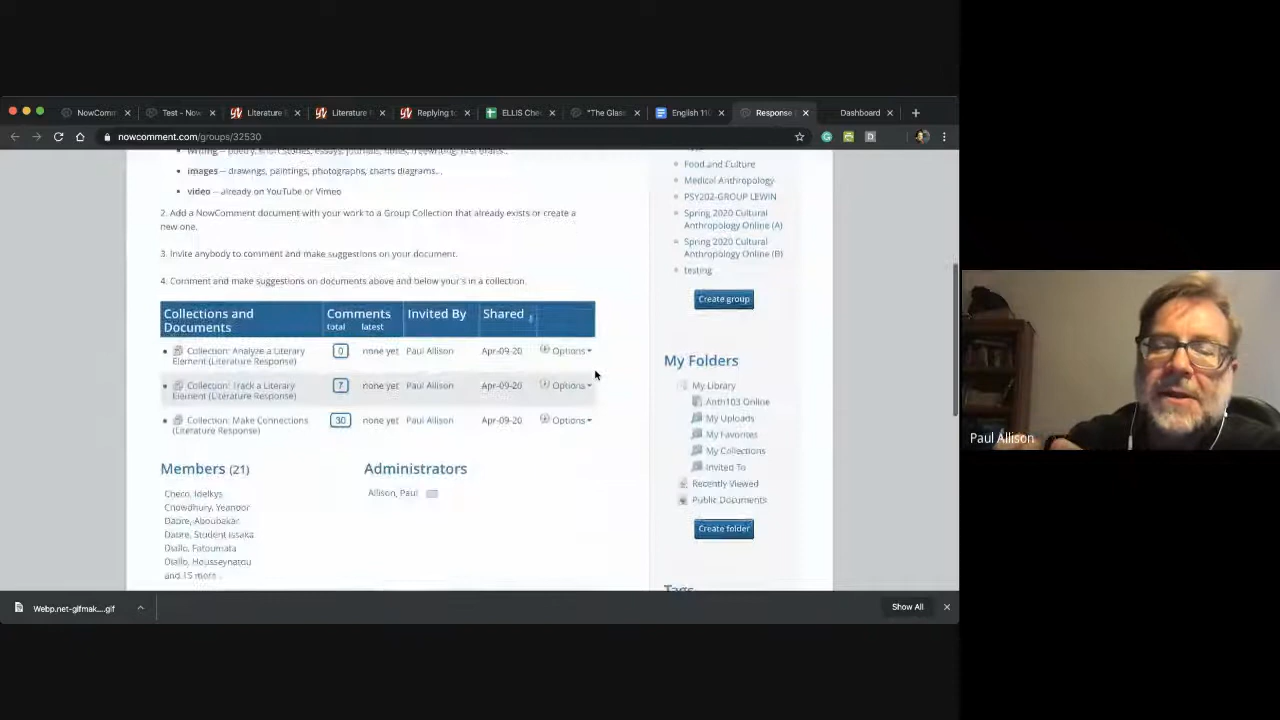 NowComm
Test - Now
Literature E
Literature R
Replying to
ELLIS Che
"The Glass
English 11
Response
Dashboard
nowcomment.com/groups/32530
images – drawings, paintings, photographs, charts diagrams...
video – already on YouTube or Vimeo
2. Add a NowComment document with your work to a Group Collection that already exists or create a
new one.
3. Invite anybody to comment and make suggestions on your document.
4. Comment and make suggestions on documents above and below your's in a collection.
Collections and
Documents
Comments
total latest
Invited By
Shared
Collection: Analyze a Literary
Element (Literature Response)
0 none yet Paul Allison Apr-09-20 Options
Collection: Track a Literary
Element (Literature Response)
7 none yet Paul Allison Apr-09-20 Options
Collection: Make Connections
(Literature Response)
30 none yet Paul Allison Apr-09-20 Options
Members (21)
Checo, Idelkys
Chowdhury, Yeanoor
Dabre, Aboubakar
Dabre, Student Issaka
Diallo, Fatoumata
Diallo, Housseynatou
and 15 more
Administrators
Allison, Paul
Food and Culture
Medical Anthropology
PSY202-GROUP LEWIN
Spring 2020 Cultural
Anthropology Online (A)
Spring 2020 Cultural
Anthropology Online (B)
testing
Create group
My Folders
My Library
Anth103 Online
My Uploads
My Favorites
My Collections
Invited To
Recently Viewed
Public Documents
Create folder
Tags
Webp.net-gifmak....gif
Show All
Paul Allison